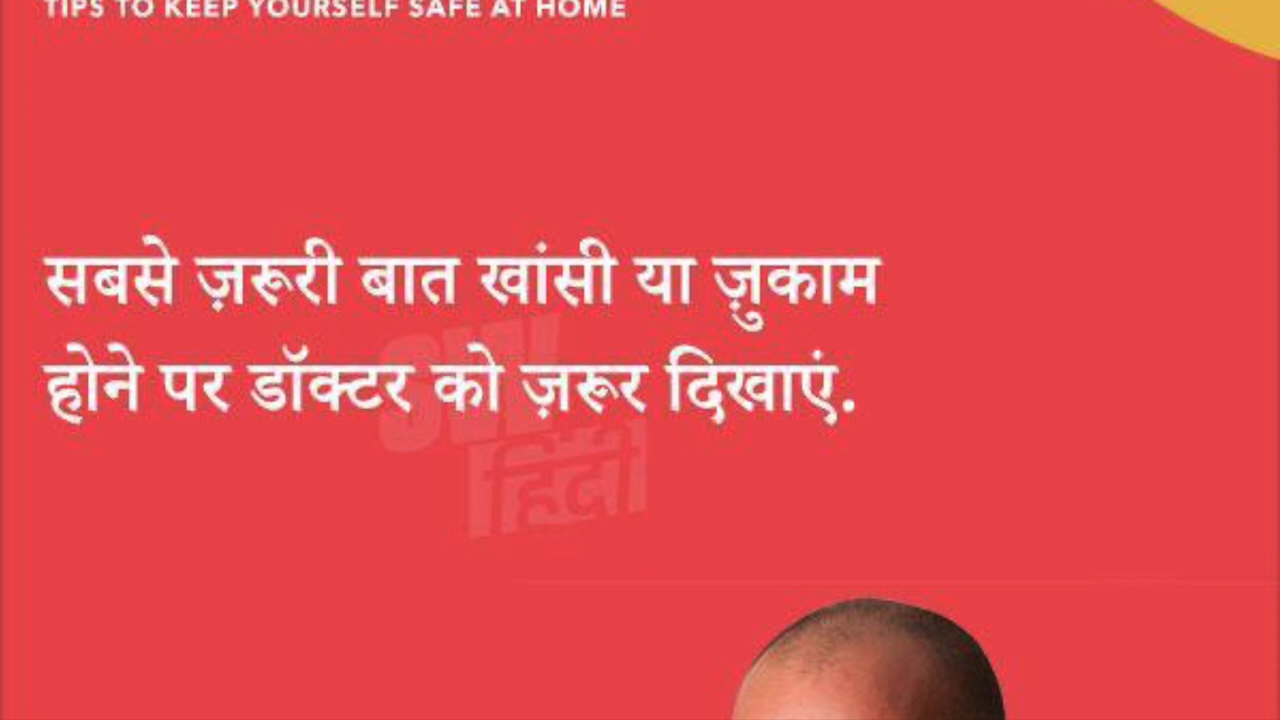 TIPS TO KEEP YOURSELF SAFE AT HOME
सबसे ज़रूरी बात खांसी या ज़ुकाम
होने पर डॉक्टर को ज़रूर दिखाएं.
हिंदी